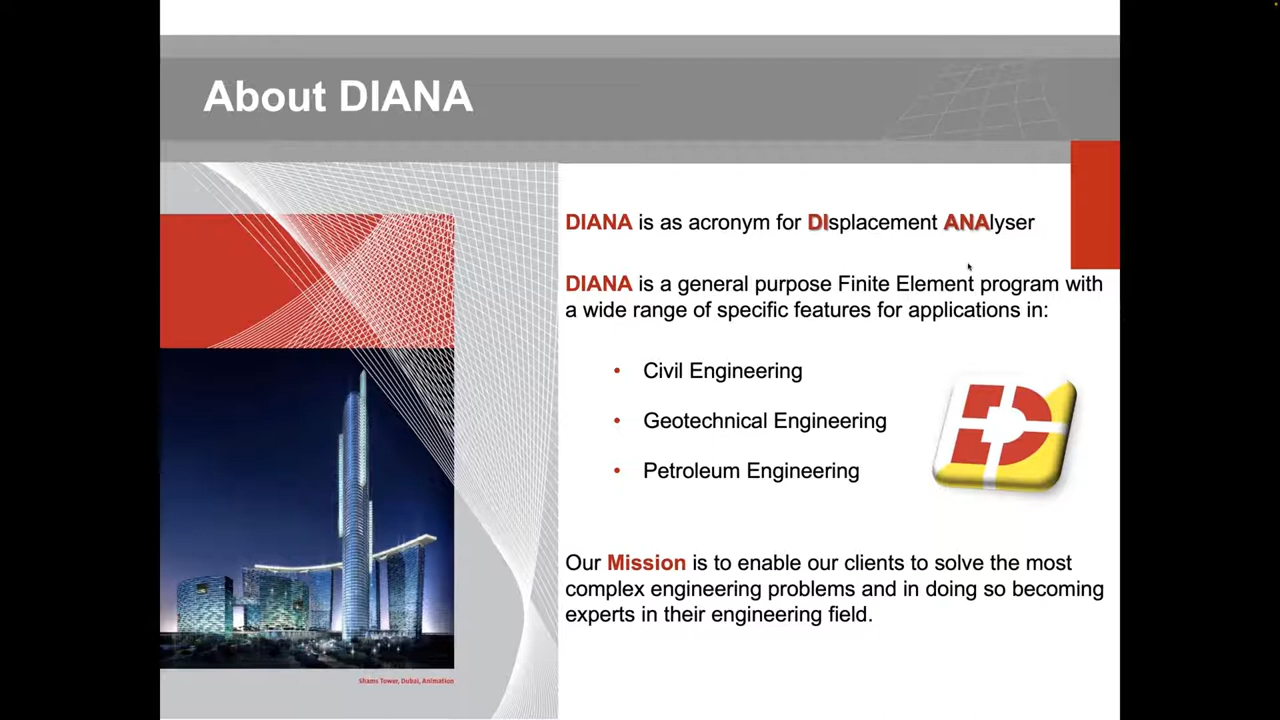 About DIANA
DIANA is as acronym for DIsplacement ANAlyser
DIANA is a general purpose Finite Element program with
a wide range of specific features for applications in:
• Civil Engineering
• Geotechnical Engineering
• Petroleum Engineering
D
Our Mission is to enable our clients to solve the most
complex engineering problems and in doing so becoming
experts in their engineering field.
Shams Tower, Dubai, Animation